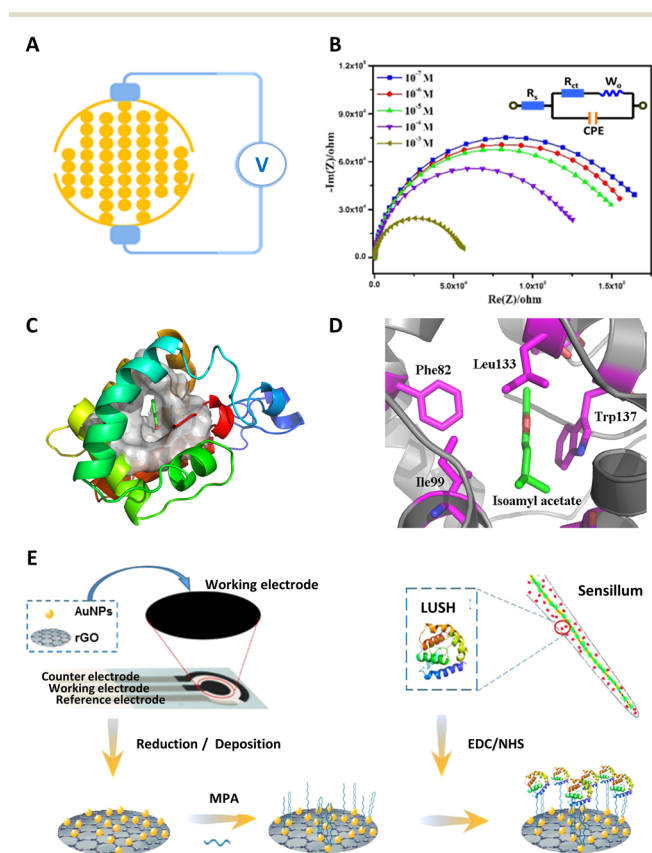 A
V
B
-Im(Z)/ohm
1.2x10⁵
9.0x10⁴
6.0x10⁴
3.0x10⁴
0.0
10⁻⁷ M
10⁻⁶ M
10⁻⁵ M
10⁻⁴ M
10⁻³ M
Rₛ
R꜀ₜ
Wₒ
CPE
0.0
5.0x10⁴
1.0x10⁵
1.5x10⁵
Re(Z)/ohm
C
D
Phe82
Leu133
Trp137
Ile99
Isoamyl acetate
E
AuNPs
rGO
Working electrode
Counter electrode
Working electrode
Reference electrode
LUSH
Sensillum
Reduction / Deposition
EDC/NHS
MPA